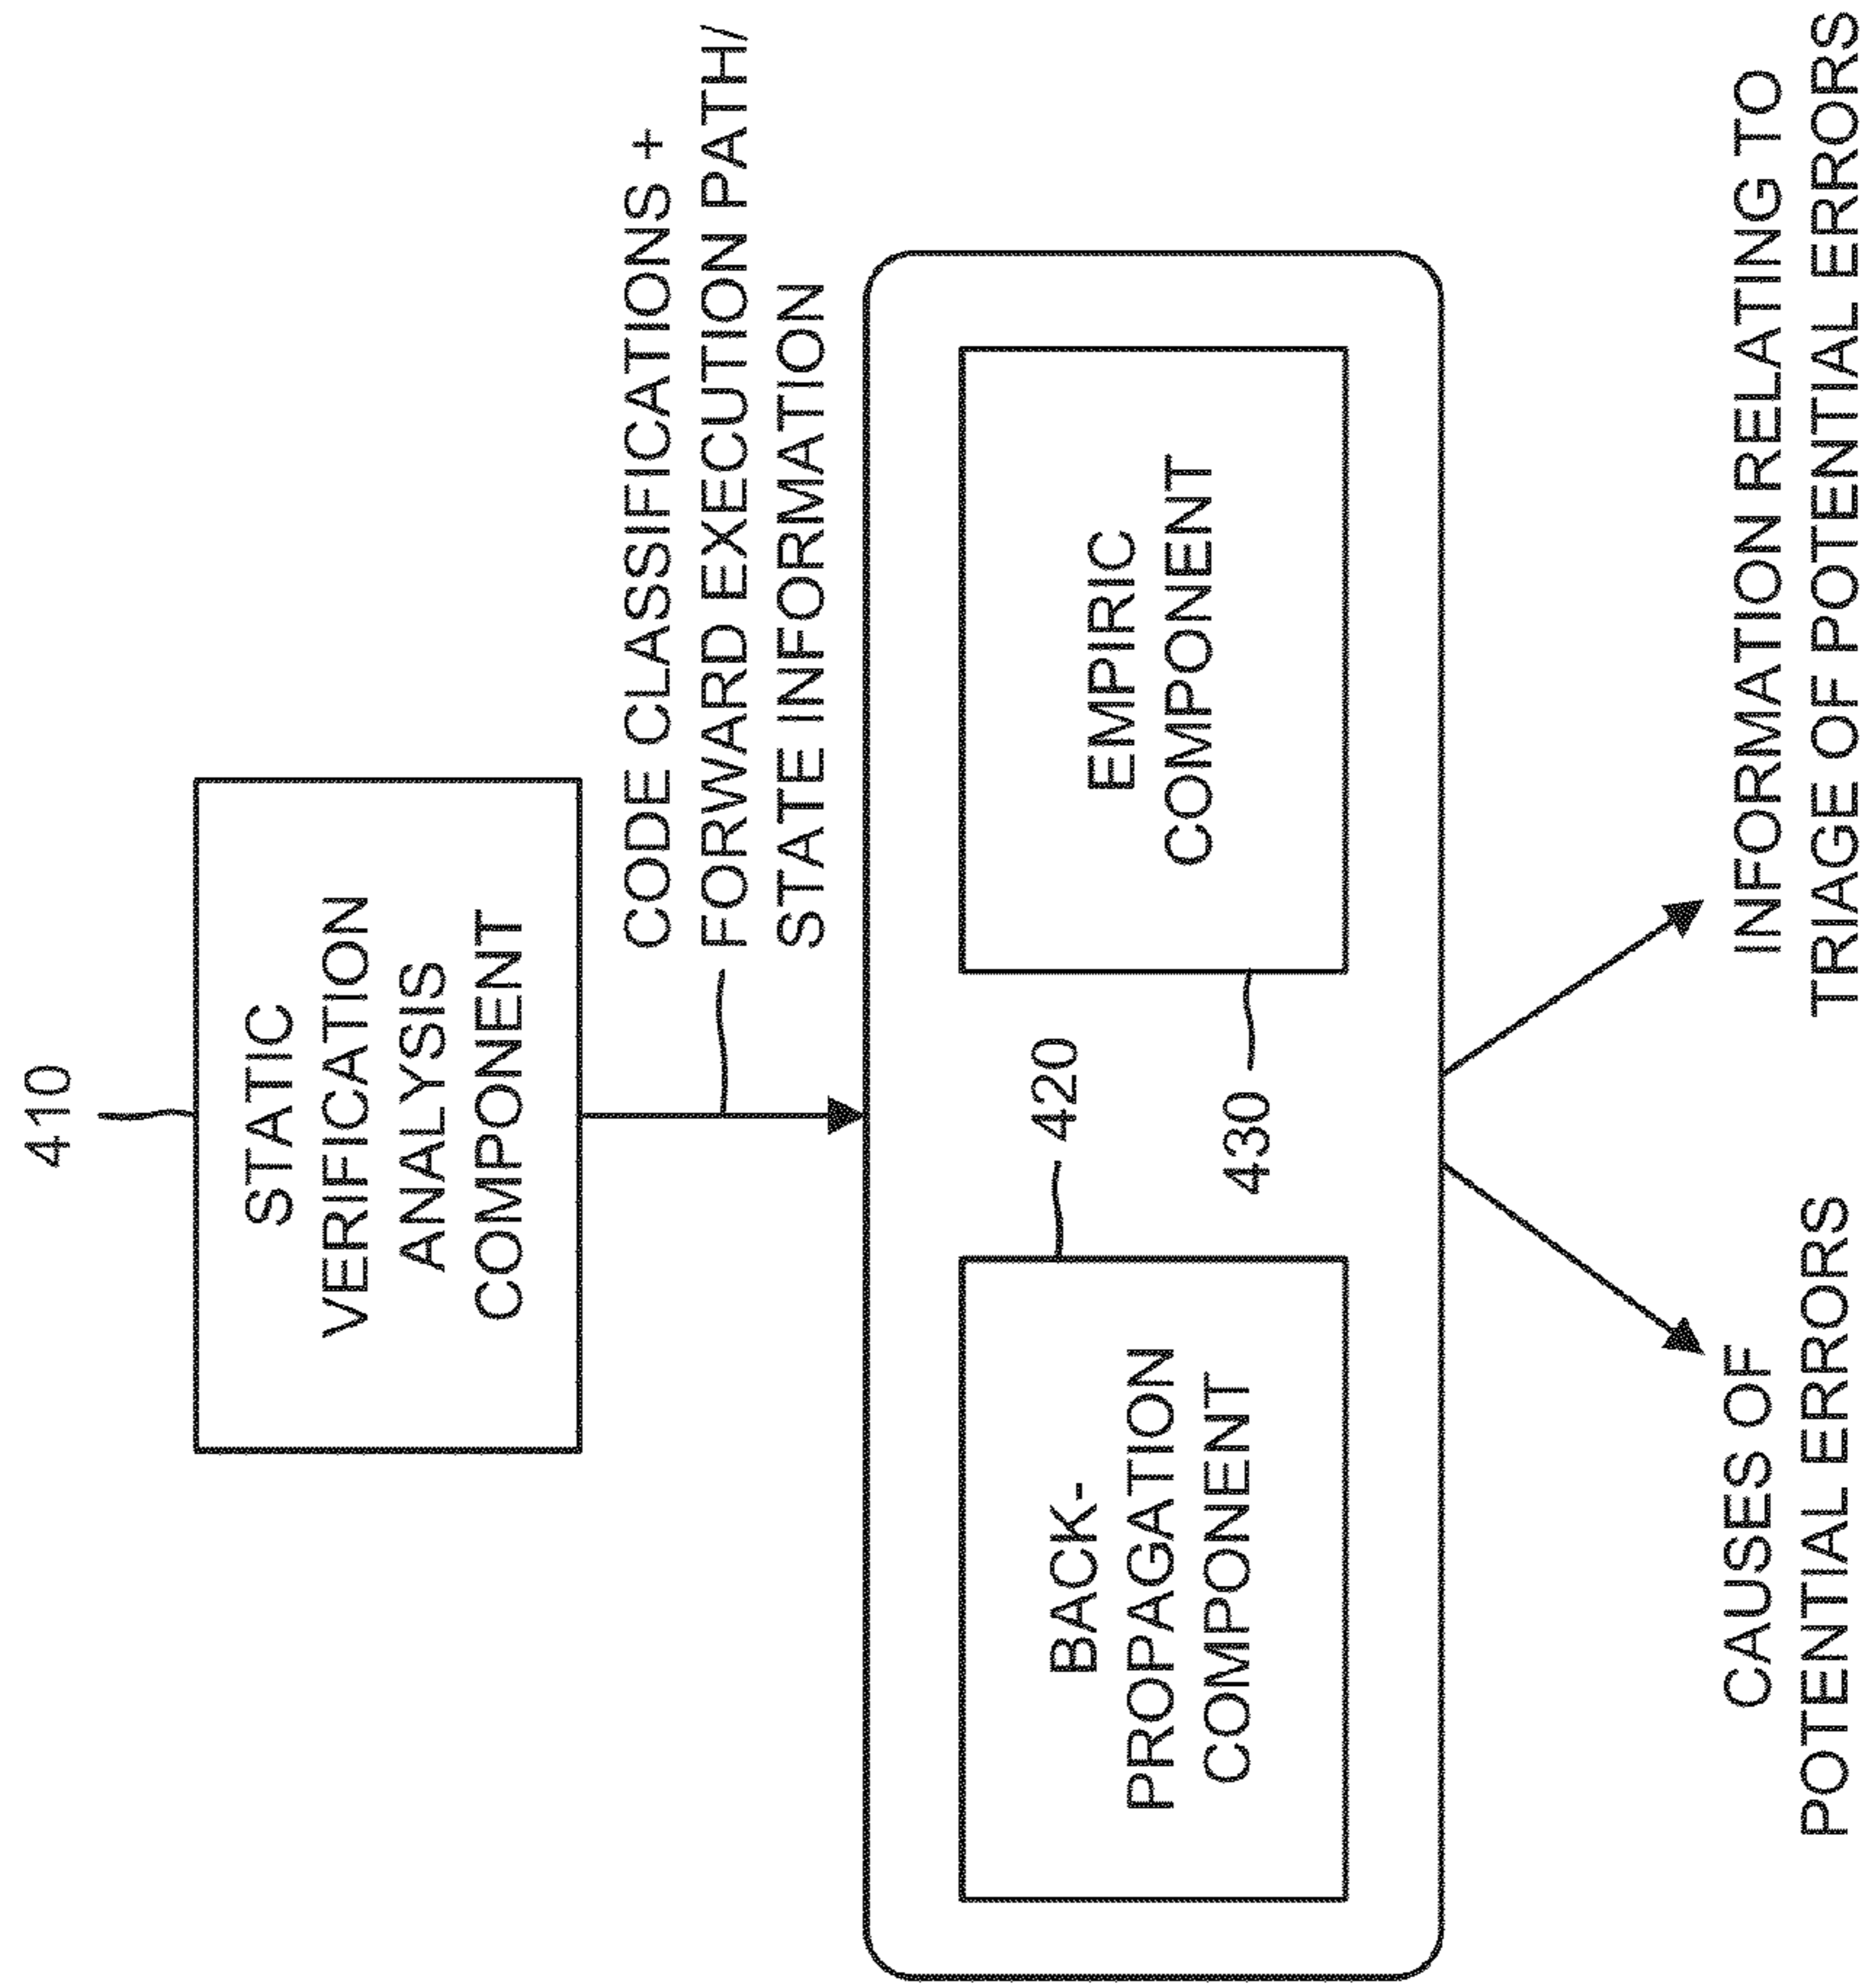 410
STATIC
VERIFICATION
ANALYSIS
COMPONENT
CODE CLASSIFICATIONS +
FORWARD EXECUTION PATH/
STATE INFORMATION
BACK-
PROPAGATION
COMPONENT
420
EMPIRIC
COMPONENT
430
CAUSES OF
POTENTIAL ERRORS
INFORMATION RELATING TO
TRIAGE OF POTENTIAL ERRORS